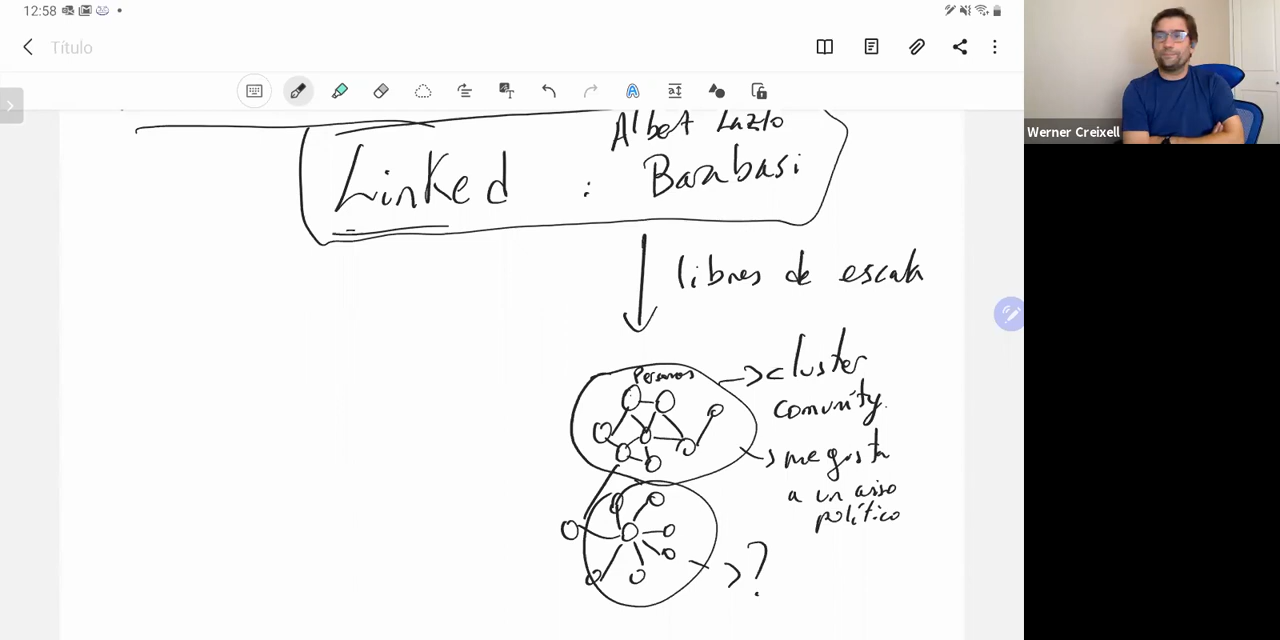 12:58
Título
Werner Creixell
Albert Lazlo
Linked : Barabasi
libres de escala
Personas
cluster
comunity.
me gusta
a un aviso
político
?